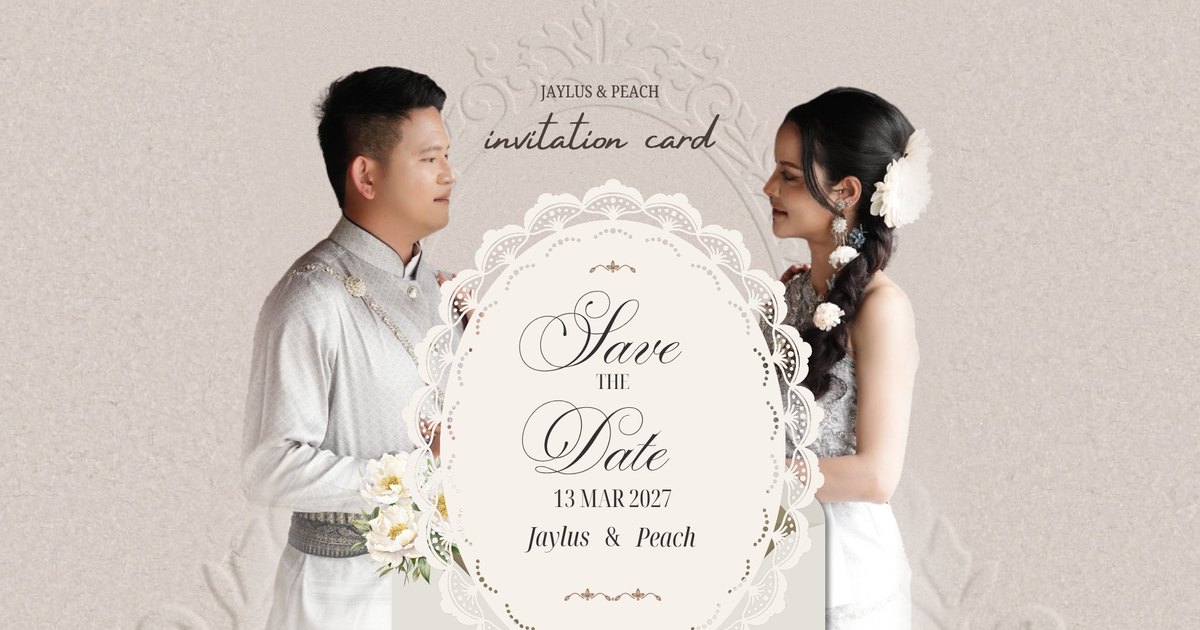 JAYLUS & PEACH
invitation card
Save
THE
Date
13 MAR 2027
Jaylus & Peach